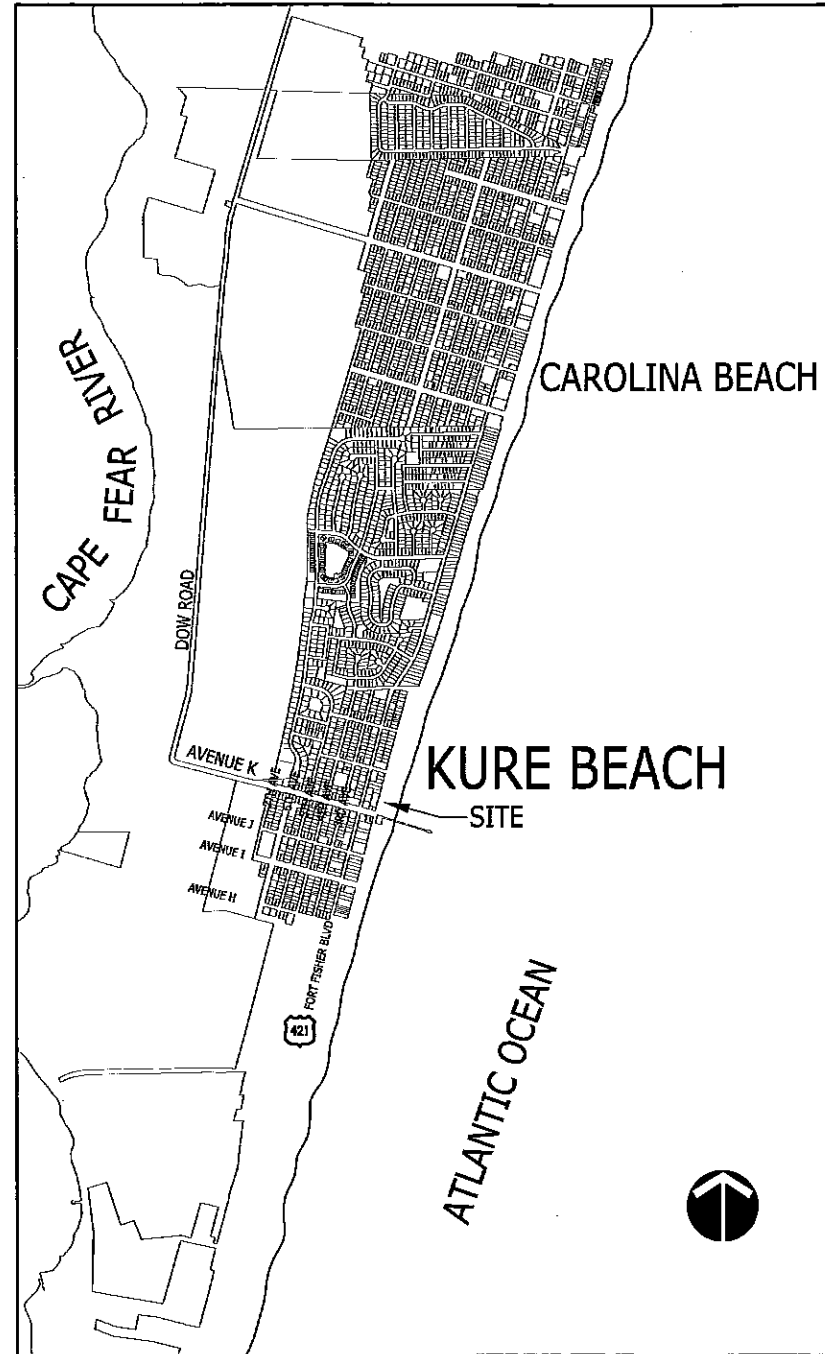 CAROLINA BEACH
CAPE FEAR RIVER
DOW ROAD
AVENUE K
KURE BEACH
SITE
AVENUE J
AVENUE I
AVENUE H
FORT FISHER BLVD
421
ATLANTIC OCEAN